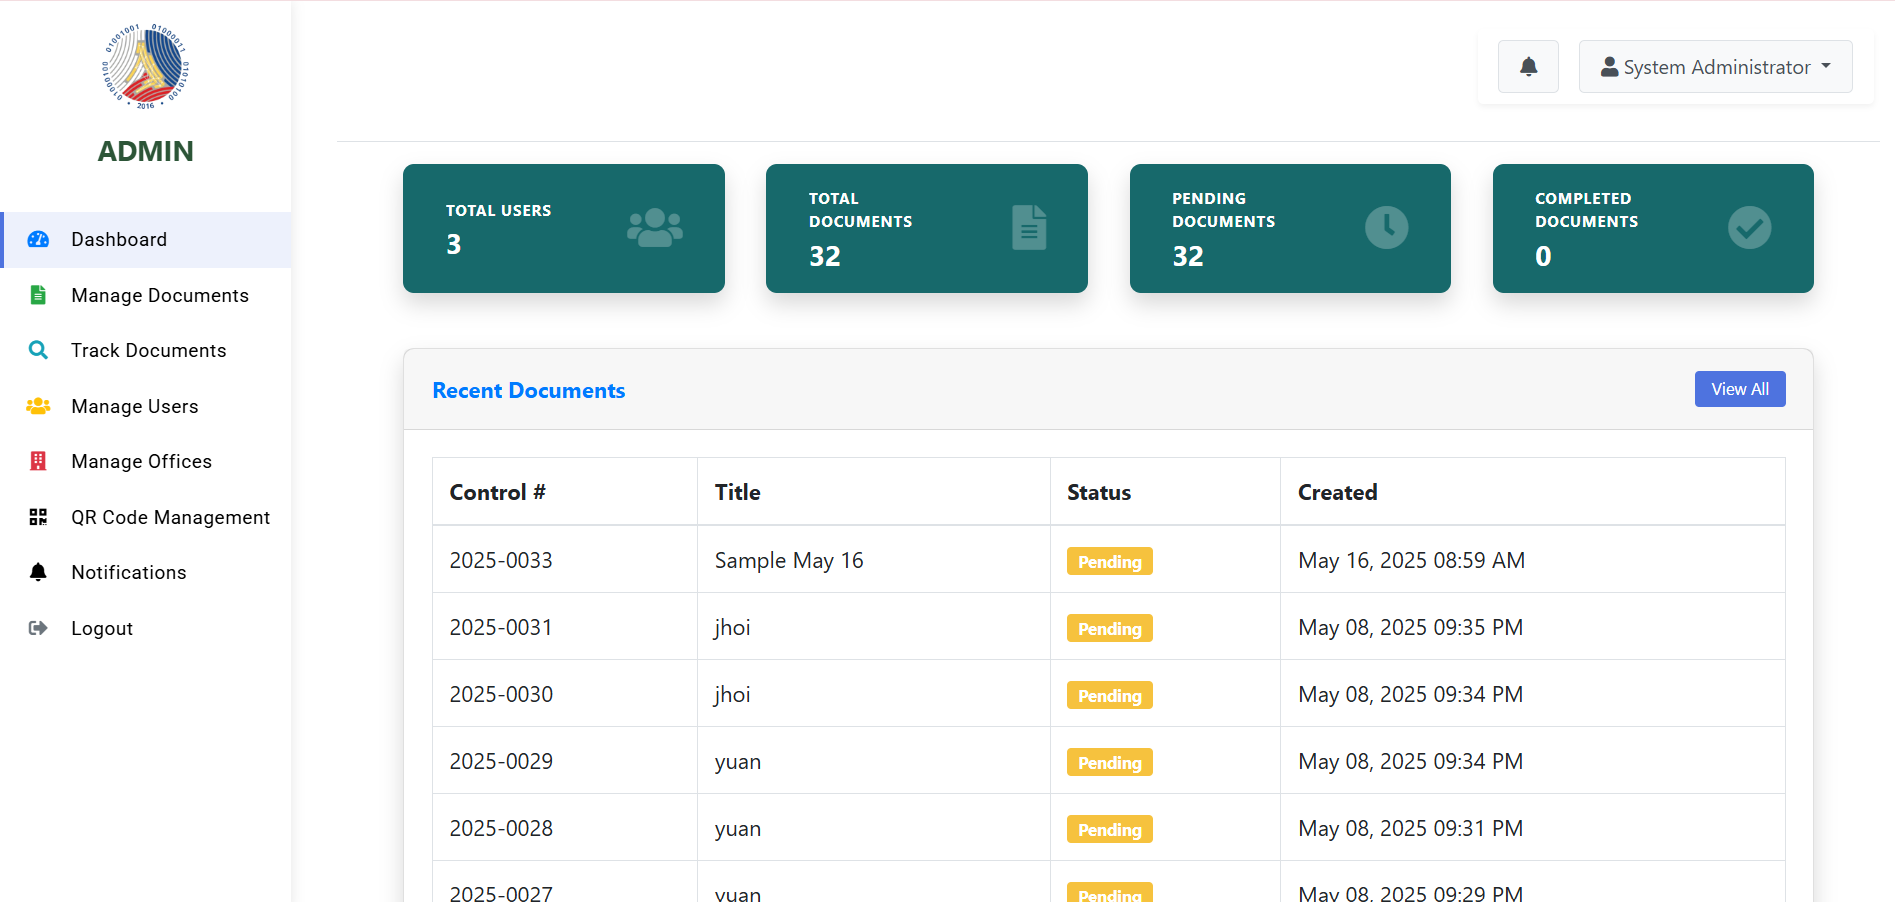 01001001 01000011 01010100 01000100 • 2016 •
ADMIN
Dashboard
Manage Documents
Track Documents
Manage Users
Manage Offices
QR Code Management
Notifications
Logout
System Administrator
TOTAL USERS
3
TOTAL
DOCUMENTS
32
PENDING
DOCUMENTS
32
COMPLETED
DOCUMENTS
0
Recent Documents
View All
Control # Title Status Created
2025-0033 Sample May 16 Pending May 16, 2025 08:59 AM
2025-0031 jhoi Pending May 08, 2025 09:35 PM
2025-0030 jhoi Pending May 08, 2025 09:34 PM
2025-0029 yuan Pending May 08, 2025 09:34 PM
2025-0028 yuan Pending May 08, 2025 09:31 PM
2025-0027 yuan Pending May 08, 2025 09:29 PM